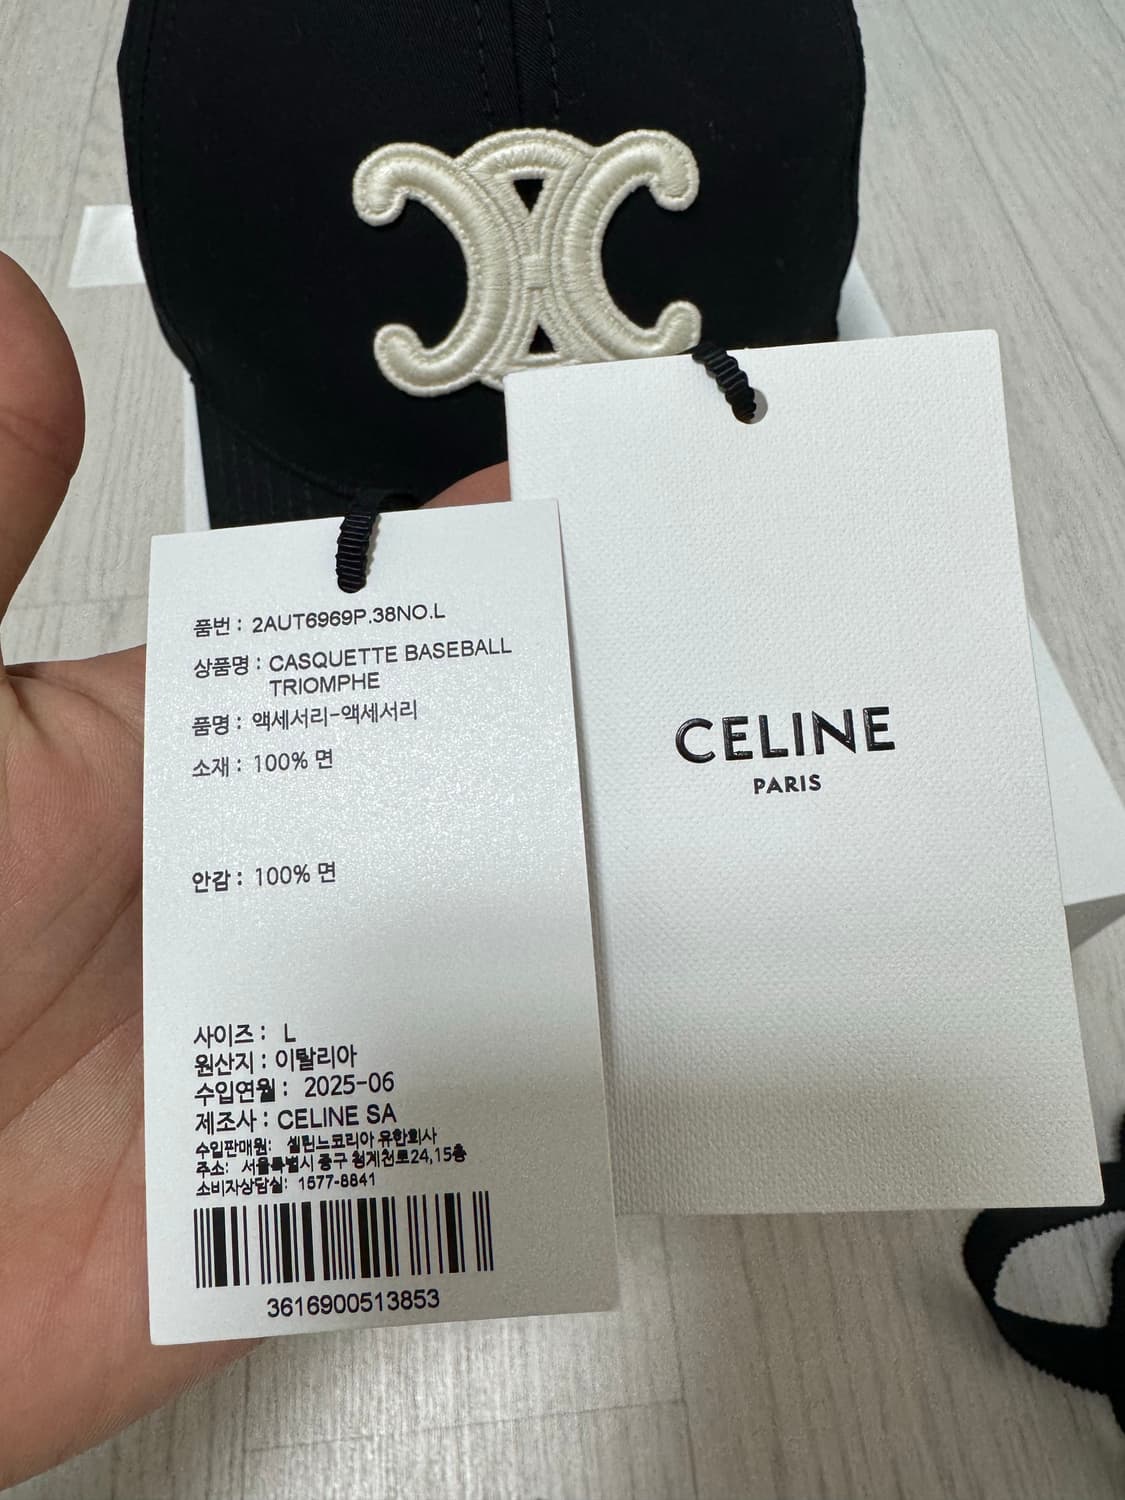 품번 : 2AUT6969P.38NO.L
상품명 : CASQUETTE BASEBALL
TRIOMPHE
품명 : 액세서리-액세서리
소재 : 100% 면
안감 : 100% 면
사이즈 : L
원산지 : 이탈리아
수입연월 : 2025-06
제조사 : CELINE SA
수입판매원: 셀린느코리아 유한회사
주소: 서울특별시 중구 청계천로24,15층
소비자상담실: 1577-8841
3616900513853
CELINE
PARIS